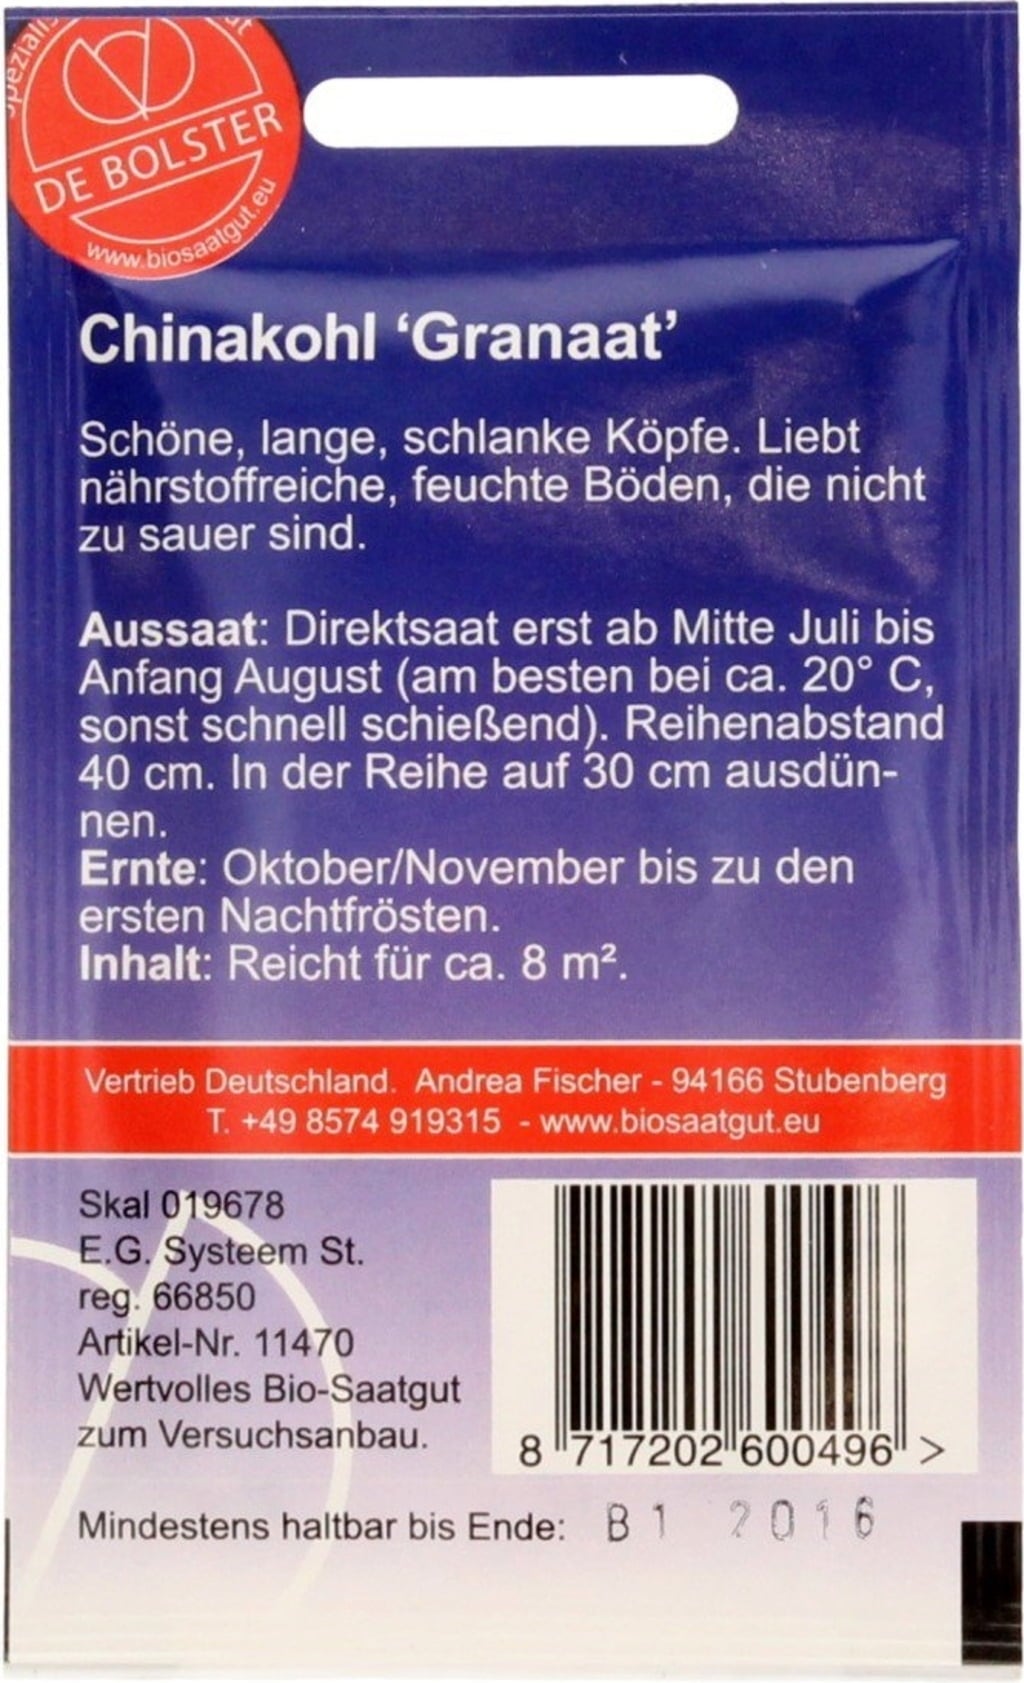 DE BOLSTER
www.biosaatgut.eu
Chinakohl ‘Granaat’
Schöne, lange, schlanke Köpfe. Liebt
nährstoffreiche, feuchte Böden, die nicht
zu sauer sind.
Aussaat: Direktsaat erst ab Mitte Juli bis
Anfang August (am besten bei ca. 20° C,
sonst schnell schießend). Reihenabstand
40 cm. In der Reihe auf 30 cm ausdün-
nen.
Ernte: Oktober/November bis zu den
ersten Nachtfrösten.
Inhalt: Reicht für ca. 8 m².
Vertrieb Deutschland. Andrea Fischer - 94166 Stubenberg
T. +49 8574 919315 - www.biosaatgut.eu
Skal 019678
E.G. Systeem St.
reg. 66850
Artikel-Nr. 11470
Wertvolles Bio-Saatgut
zum Versuchsanbau.
8 717202 600496 >
Mindestens haltbar bis Ende: B1 2016